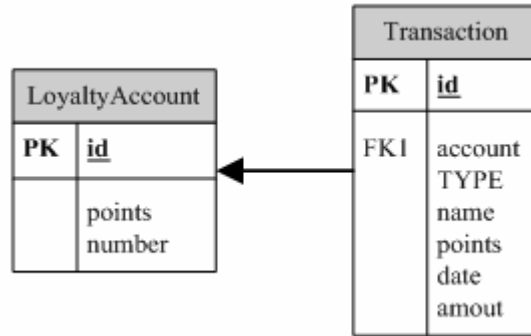 LoyaltyAccount
PK id
points
number
Transaction
PK id
FK1 account
TYPE
name
points
date
amout